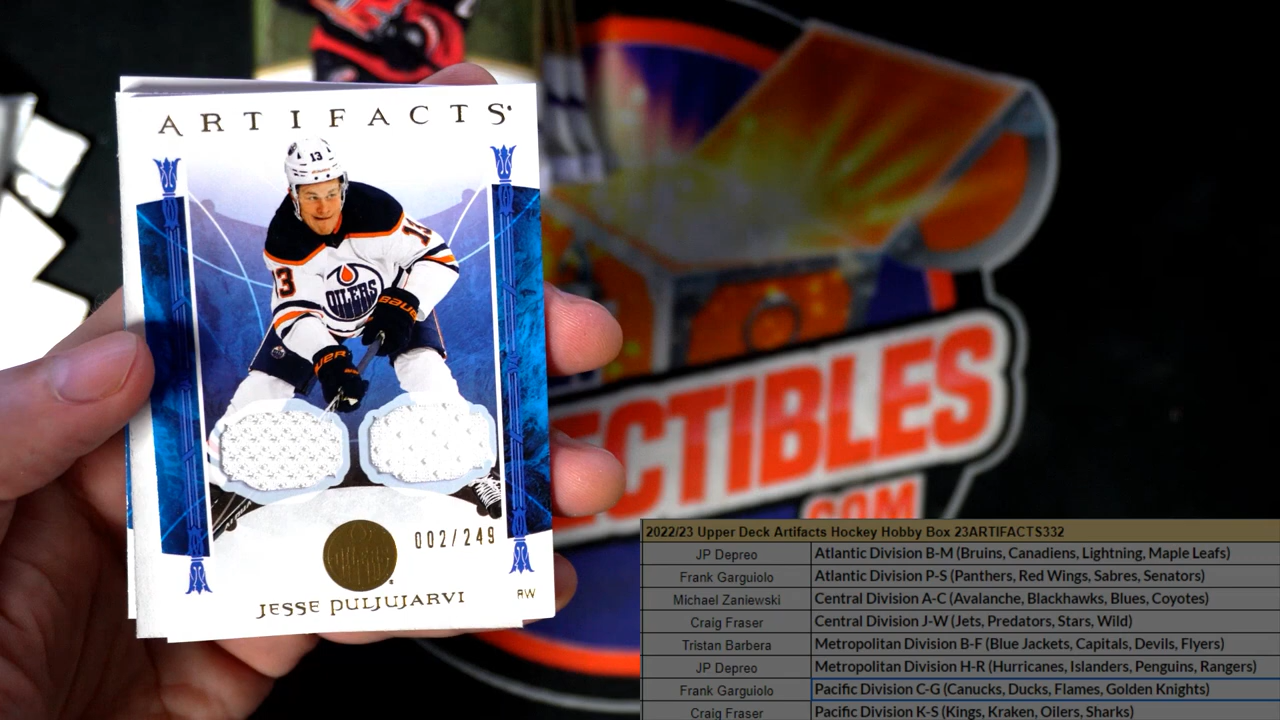 ARTIFACTS
13
13
13
OILERS
BAUER
002/249
JESSE PULJUJARVI
RW
ECTIBLES
.COM
2022/23 Upper Deck Artifacts Hockey Hobby Box 23ARTIFACTS332
JP Depreo Atlantic Division B-M (Bruins, Canadiens, Lightning, Maple Leafs)
Frank Garguiolo Atlantic Division P-S (Panthers, Red Wings, Sabres, Senators)
Michael Zaniewski Central Division A-C (Avalanche, Blackhawks, Blues, Coyotes)
Craig Fraser Central Division J-W (Jets, Predators, Stars, Wild)
Tristan Barbera Metropolitan Division B-F (Blue Jackets, Capitals, Devils, Flyers)
JP Depreo Metropolitan Division H-R (Hurricanes, Islanders, Penguins, Rangers)
Frank Garguiolo Pacific Division C-G (Canucks, Ducks, Flames, Golden Knights)
Craig Fraser Pacific Division K-S (Kings, Kraken, Oilers, Sharks)